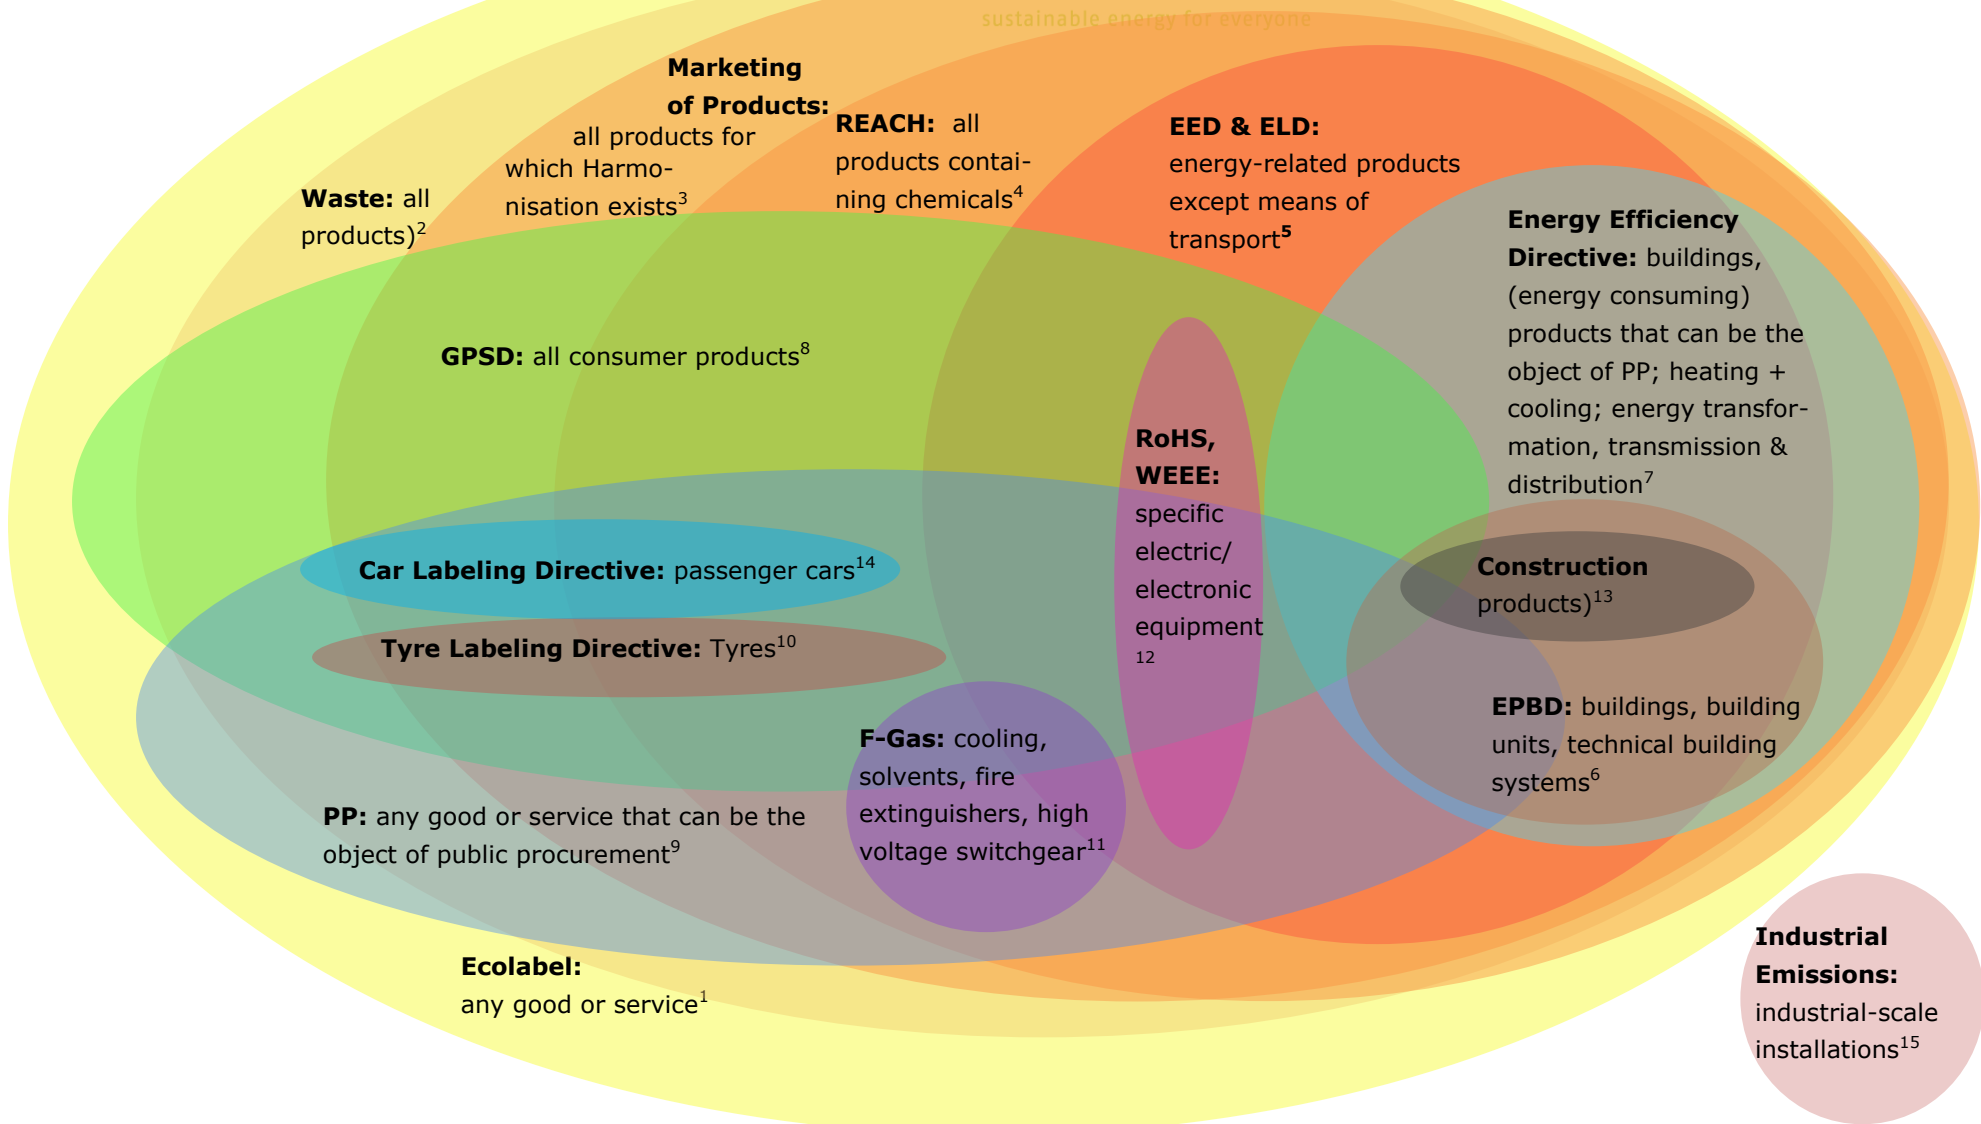 sustainable energy for everyone
Marketing
of Products:
all products for
which Harmo-
nisation exists³
REACH: all
products contai-
ning chemicals⁴
EED & ELD:
energy-related products
except means of
transport⁵
Waste: all
products)²
Energy Efficiency
Directive: buildings,
(energy consuming)
products that can be the
object of PP; heating +
cooling; energy transfor-
mation, transmission &
distribution⁷
GPSD: all consumer products⁸
RoHS,
WEEE:
specific
electric/
electronic
equipment
12
Car Labeling Directive: passenger cars¹⁴
Construction
products)¹³
Tyre Labeling Directive: Tyres¹⁰
EPBD: buildings, building
units, technical building
systems⁶
F-Gas: cooling,
solvents, fire
extinguishers, high
voltage switchgear¹¹
PP: any good or service that can be the
object of public procurement⁹
Ecolabel:
any good or service¹
Industrial
Emissions:
industrial-scale
installations¹⁵